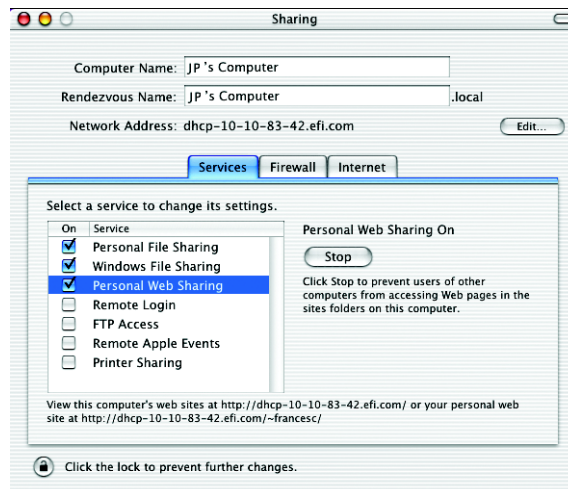 Sharing
Computer Name: JP 's Computer
Rendezvous Name: JP 's Computer .local
Network Address: dhcp-10-10-83-42.efi.com Edit...
Services Firewall Internet
Select a service to change its settings.
On Service
Personal File Sharing
Windows File Sharing
Personal Web Sharing
Remote Login
FTP Access
Remote Apple Events
Printer Sharing
Personal Web Sharing On
Stop
Click Stop to prevent users of other
computers from accessing Web pages in the
sites folders on this computer.
View this computer's web sites at http://dhcp-10-10-83-42.efi.com/ or your personal web
site at http://dhcp-10-10-83-42.efi.com/~francesc/
Click the lock to prevent further changes.